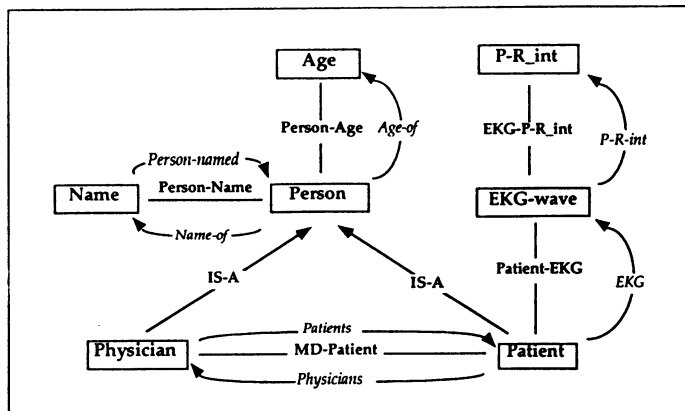 Age
P-R_int
Person-Age
Age-of
EKG-P-R_int
P-R-int
Person-named
Name
Person-Name
Person
EKG-wave
Name-of
IS-A
IS-A
Patient-EKG
EKG
Patients
Physician
MD-Patient
Patient
Physicians